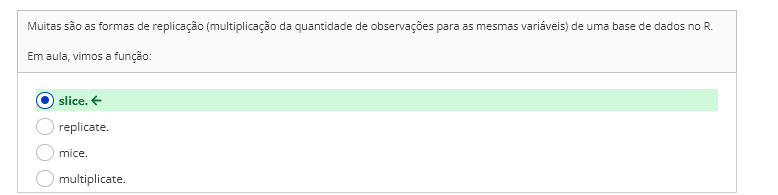 Muitas são as formas de replicação (multiplicação da quantidade de observações para as mesmas variáveis) de uma base de dados no R.
Em aula, vimos a função:
slice. ←
replicate.
mice.
multiplicate.